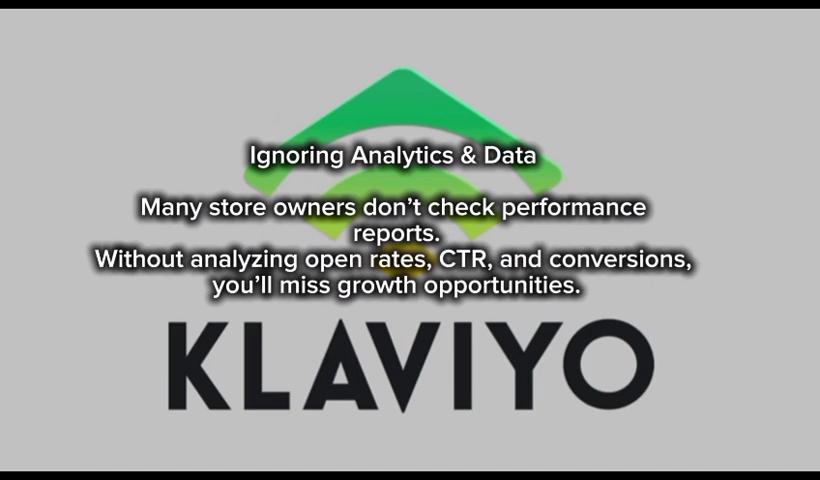 Ignoring Analytics & Data
Many store owners don’t check performance
reports.
Without analyzing open rates, CTR, and conversions,
you’ll miss growth opportunities.
KLAVIYO